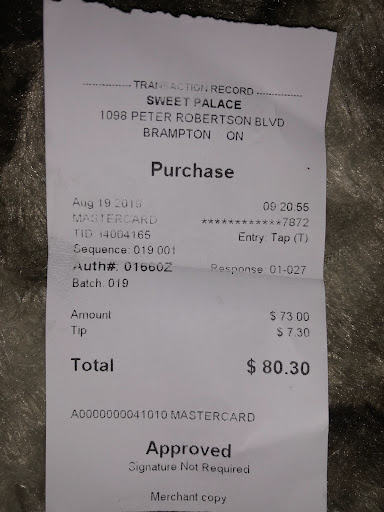 TRANSACTION RECORD
SWEET PALACE
1098 PETER ROBERTSON BLVD
BRAMPTON ON
Purchase
Aug 19 2019 09:20:55
MASTERCARD ************7872
TID: 14004165 Entry: Tap (T)
Sequence: 019 001
Auth#: 01660Z Response: 01-027
Batch: 019
Amount $ 73.00
Tip $ 7.30
Total $ 80.30
A0000000041010 MASTERCARD
Approved
Signature Not Required
Merchant copy